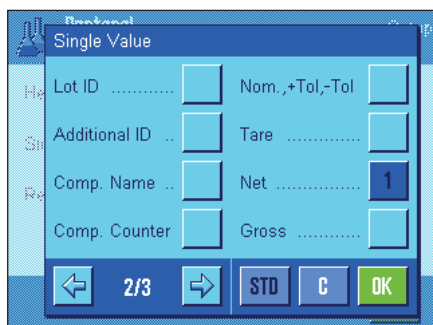 Single Value
Lot ID ............
Nom.,+Tol,-Tol
Additional ID ..
Tare ..............
Comp. Name ..
Net ................
1
Comp. Counter
Gross ............
2/3
STD
C
OK